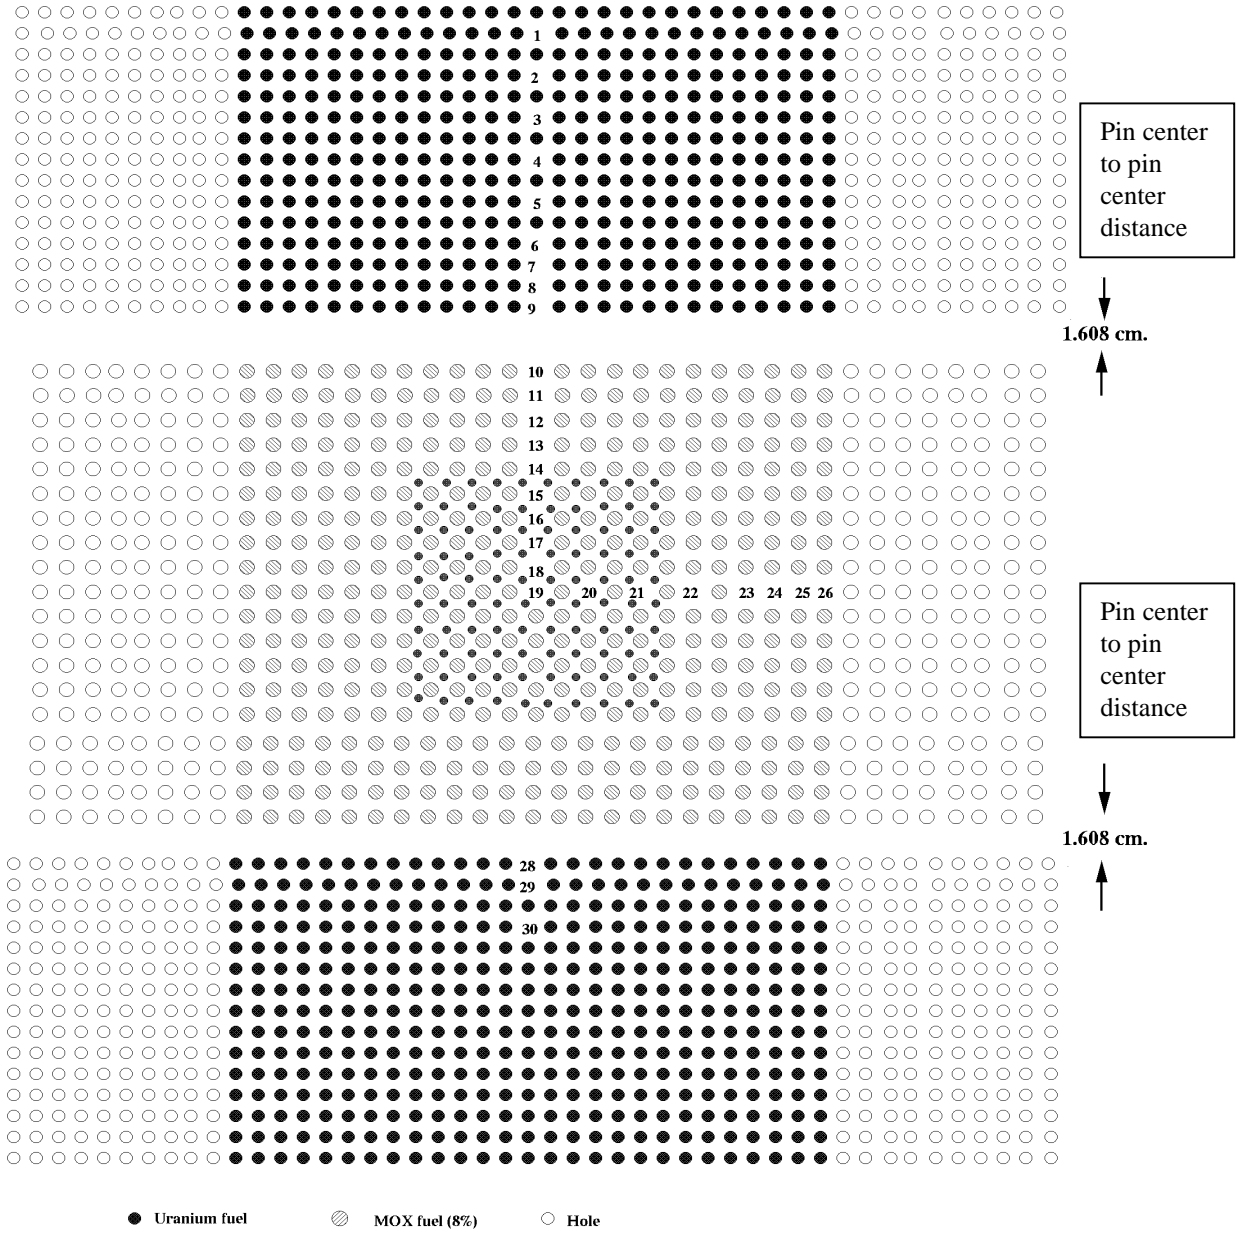 1
2
3
4
5
6
7
8
9
Pin center
to pin
center
distance
1.608 cm.
10
11
12
13
14
15
16
17
18
19 20 21 22 23 24 25 26
Pin center
to pin
center
distance
1.608 cm.
28
29
30
Uranium fuel MOX fuel (8%) Hole